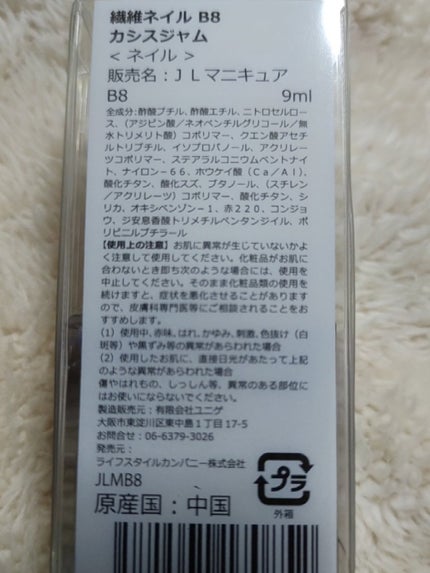 繊維ネイル B8
カシスジャム
＜ネイル＞
販売名：ＪＬマニキュア
B8 9ml
全成分：酢酸ブチル、酢酸エチル、ニトロセルロー
ス、（アジピン酸／ネオペンチルグリコール／無
水トリメリト酸）コポリマー、クエン酸アセチ
ルトリブチル、イソプロパノール、アクリレー
ツコポリマー、ステアラルコニウムベントナイ
ト、ナイロン－６６、ホウケイ酸（Ｃａ／Ａｌ）、
酸化チタン、酸化スズ、ブタノール、（スチレン
／アクリレーツ）コポリマー、酸化チタン、シ
リカ、オキシベンゾン－１、赤２２０、コンジョ
ウ、ジ安息香酸トリメチルペンタンジイル、ポ
リビニルブチラール
【使用上の注意】お肌に異常が生じていないかよ
く注意して使用してください。化粧品がお肌に
合わないとき即ち次のような場合には、使用を
中止してください。そのまま化粧品類の使用を
続けますと、症状を悪化させることがあります
ので、皮膚科専門医等にご相談されることをお
すすめします。
（1）使用中、赤味、はれ、かゆみ、刺激、色抜け（白
斑等）や黒ずみ等の異常があらわれた場合
（2）使用したお肌に、直接日光があたって上記
のような異常があらわれた場合
傷やはれもの、しっしん等、異常のある部位に
はお使いにならないでください。
製造販売元：有限会社ユニゲ
大阪市東淀川区東中島１丁目17-5
お問合せ：06-6379-3026
発売元：
ライフスタイルカンパニー株式会社
JLMB8
原産国：中国
プラ
外箱